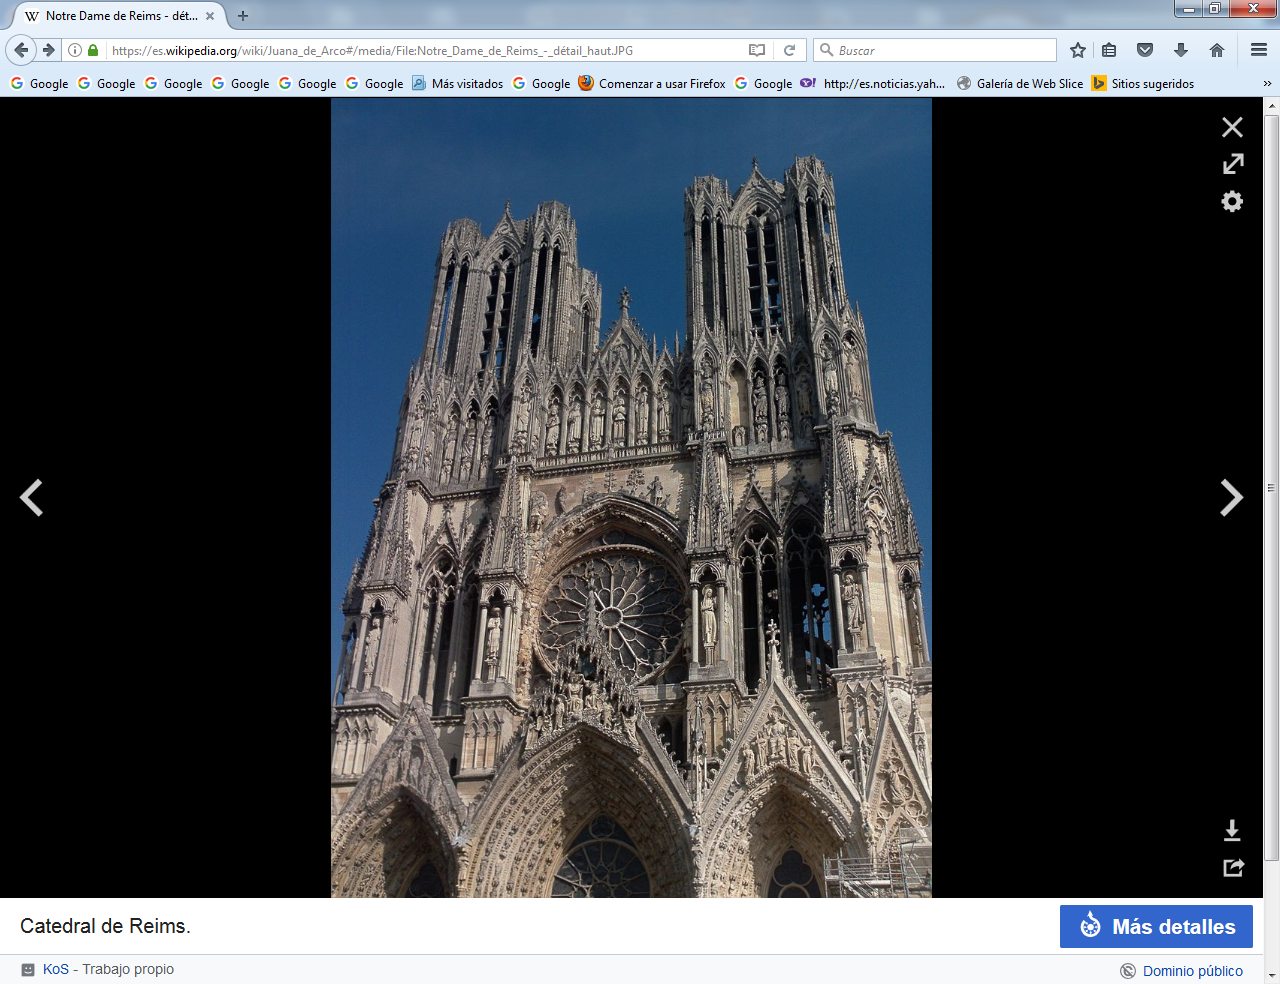 Notre Dame de Reims - dét...
https://es.wikipedia.org/wiki/Juana_de_Arco#/media/File:Notre_Dame_de_Reims_-_détail_haut.JPG
Buscar
Google Google Google Google Google Google Más visitados Google Comenzar a usar Firefox Google http://es.noticias.yah... Galería de Web Slice Sitios sugeridos
Catedral de Reims.
Más detalles
KoS - Trabajo propio
Dominio público